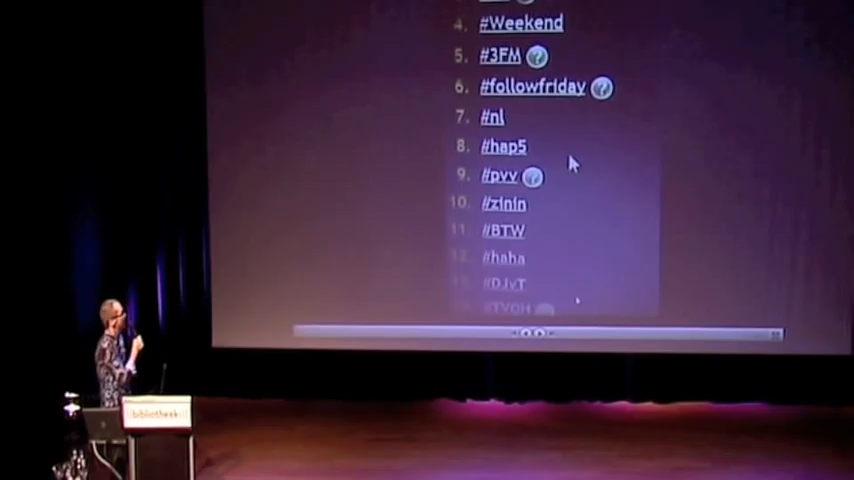 4. #Weekend
5. #3FM ?
6. #followfriday ?
7. #nl
8. #hap5
9. #pvv ?
10. #zinin
11. #BTW
12. #haha
13. #DJvT
bibliotheek